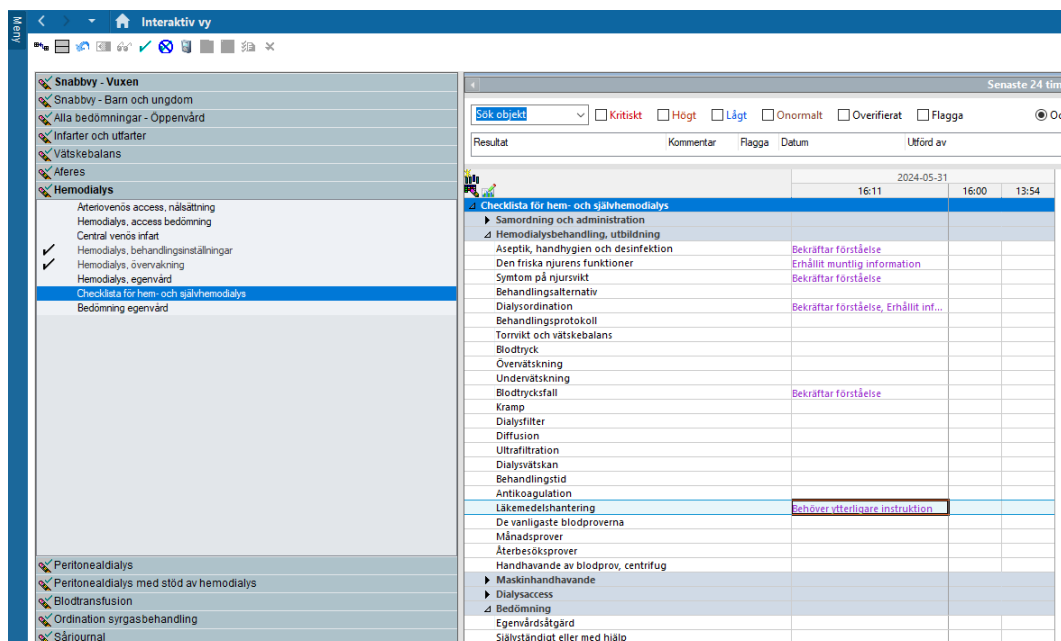 Meny
Interaktiv vy
Snabbvy - Vuxen
Snabbvy - Barn och ungdom
Alla bedömningar - Öppenvård
Infarter och utfarter
Vätskebalans
Aferes
Hemodialys
Arteriovenös access, nålsättning
Hemodialys, access bedömning
Central venös infart
Hemodialys, behandlingsinställningar
Hemodialys, övervakning
Hemodialys, egenvård
Checklista för hem- och självhemodialys
Bedömning egenvård
Peritonealdialys
Peritonealdialys med stöd av hemodialys
Blodtransfusion
Ordination syrgasbehandling
Sårjournal
Senaste 24 tim
Sök objekt Kritiskt Högt Lågt Onormalt Overifierat Flagga
Resultat Kommentar Flagga Datum Utförd av
2024-05-31
16:11 16:00 13:54
Checklista för hem- och självhemodialys
Samordning och administration
Hemodialysbehandling, utbildning
Aseptik, handhygien och desinfektion Bekräftar förståelse
Den friska njurens funktioner Erhållit muntlig information
Symtom på njursvikt Bekräftar förståelse
Behandlingsalternativ
Dialysordination Bekräftar förståelse, Erhållit inf...
Behandlingsprotokoll
Torrvikt och vätskebalans
Blodtryck
Övervätskning
Undervätskning
Blodtrycksfall Bekräftar förståelse
Kramp
Dialysfilter
Diffusion
Ultrafiltration
Dialysvätskan
Behandlingstid
Antikoagulation
Läkemedelshantering Behöver ytterligare instruktion
De vanligaste blodproverna
Månadsprover
Återbesöksprover
Handhavande av blodprov, centrifug
Maskinhandhavande
Dialysaccess
Bedömning
Egenvårdsåtgärd
Självständigt eller med hjälp